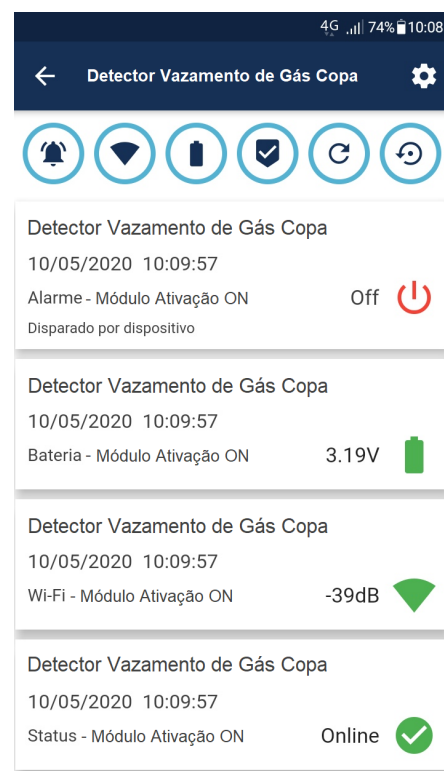 4G 74% 10:08
Detector Vazamento de Gás Copa
Detector Vazamento de Gás Copa
10/05/2020 10:09:57
Alarme - Módulo Ativação ON Off
Disparado por dispositivo
Detector Vazamento de Gás Copa
10/05/2020 10:09:57
Bateria - Módulo Ativação ON 3.19V
Detector Vazamento de Gás Copa
10/05/2020 10:09:57
Wi-Fi - Módulo Ativação ON -39dB
Detector Vazamento de Gás Copa
10/05/2020 10:09:57
Status - Módulo Ativação ON Online